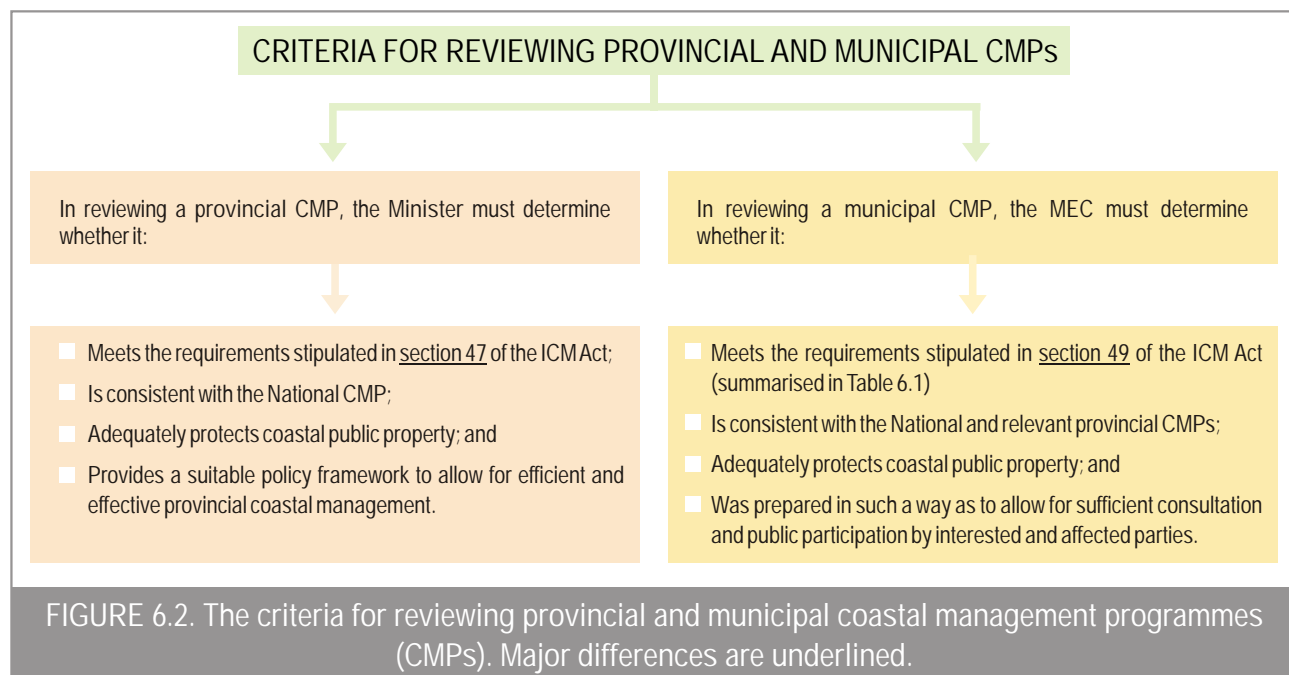 CRITERIA FOR REVIEWING PROVINCIAL AND MUNICIPAL CMPs
In reviewing a provincial CMP, the Minister must determine
whether it:
Meets the requirements stipulated in section 47 of the ICM Act;
Is consistent with the National CMP;
Adequately protects coastal public property; and
Provides a suitable policy framework to allow for efficient and
effective provincial coastal management.
In reviewing a municipal CMP, the MEC must determine
whether it:
Meets the requirements stipulated in section 49 of the ICM Act
(summarised in Table 6.1)
Is consistent with the National and relevant provincial CMPs;
Adequately protects coastal public property; and
Was prepared in such a way as to allow for sufficient consultation
and public participation by interested and affected parties.
FIGURE 6.2. The criteria for reviewing provincial and municipal coastal management programmes
(CMPs). Major differences are underlined.